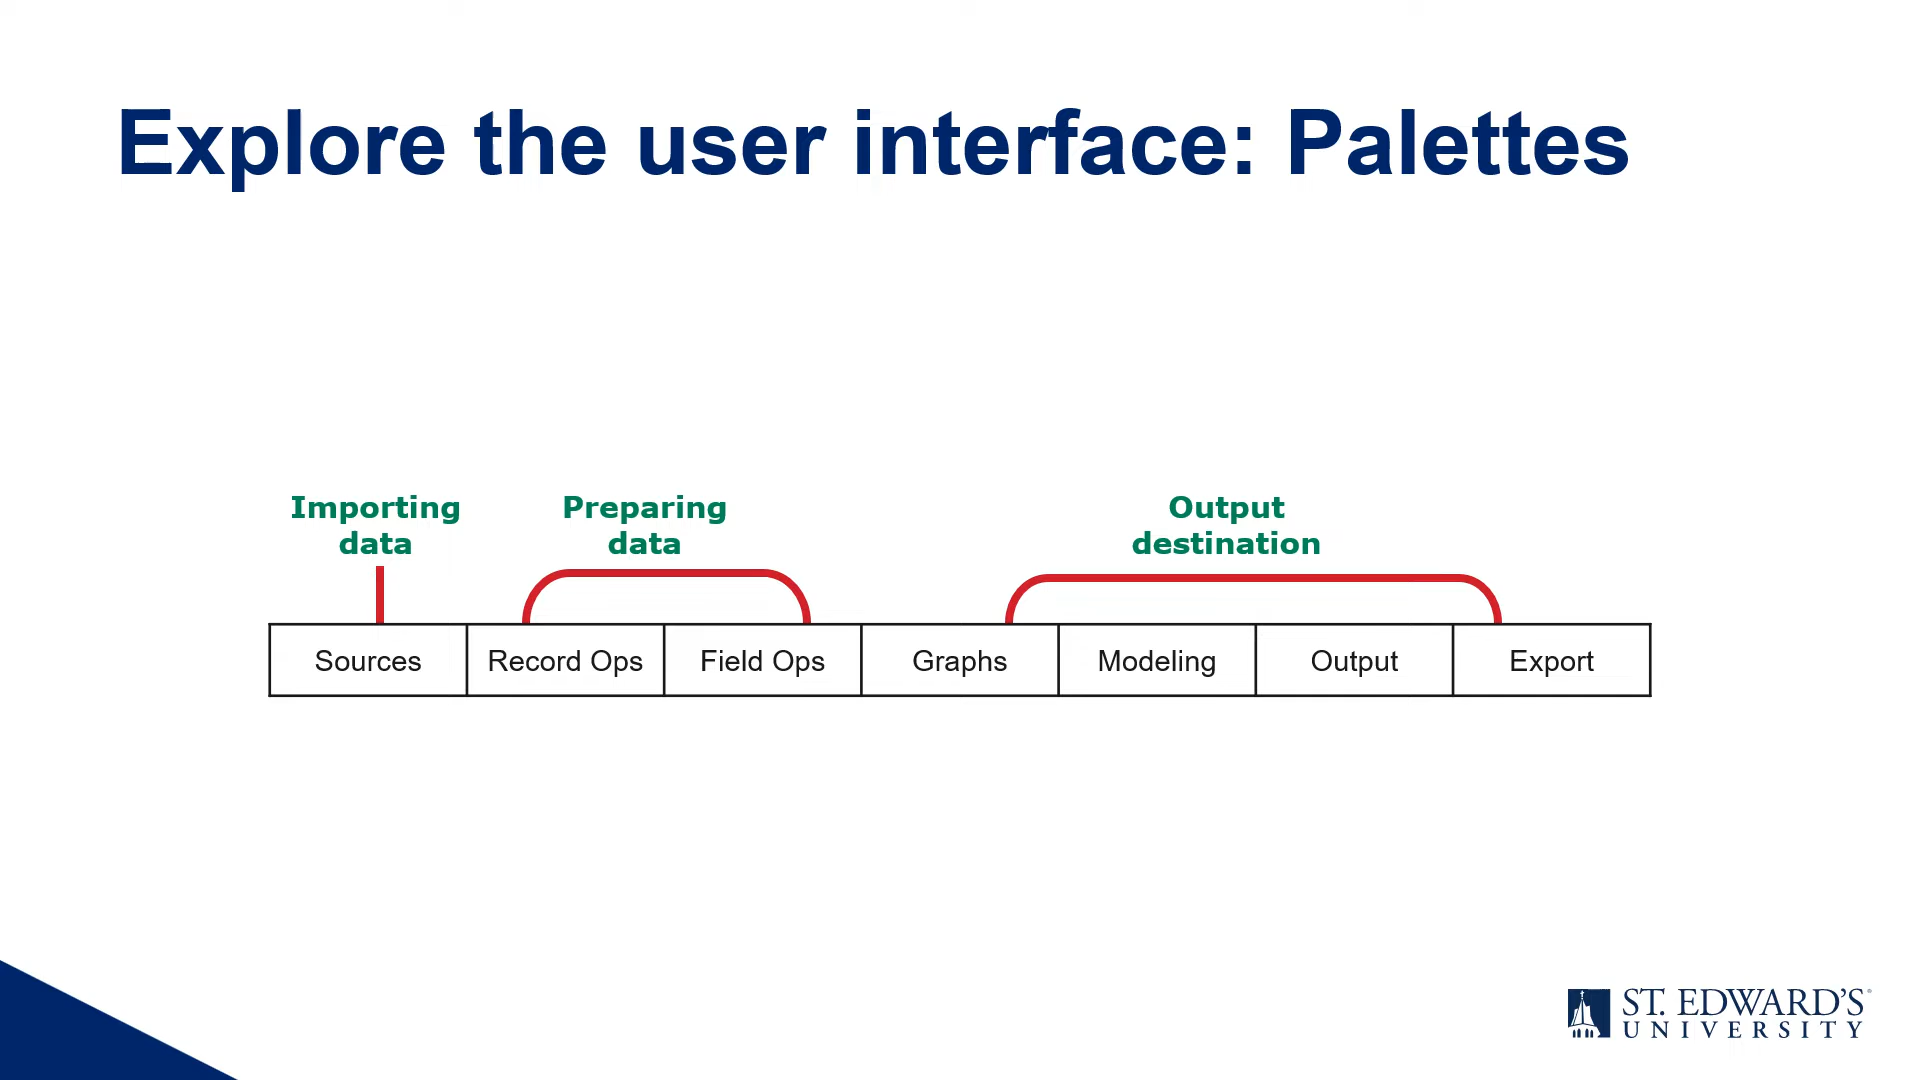 Explore the user interface: Palettes
Importing
data
Preparing
data
Output
destination
Sources
Record Ops
Field Ops
Graphs
Modeling
Output
Export
ST. EDWARD'S®
UNIVERSITY